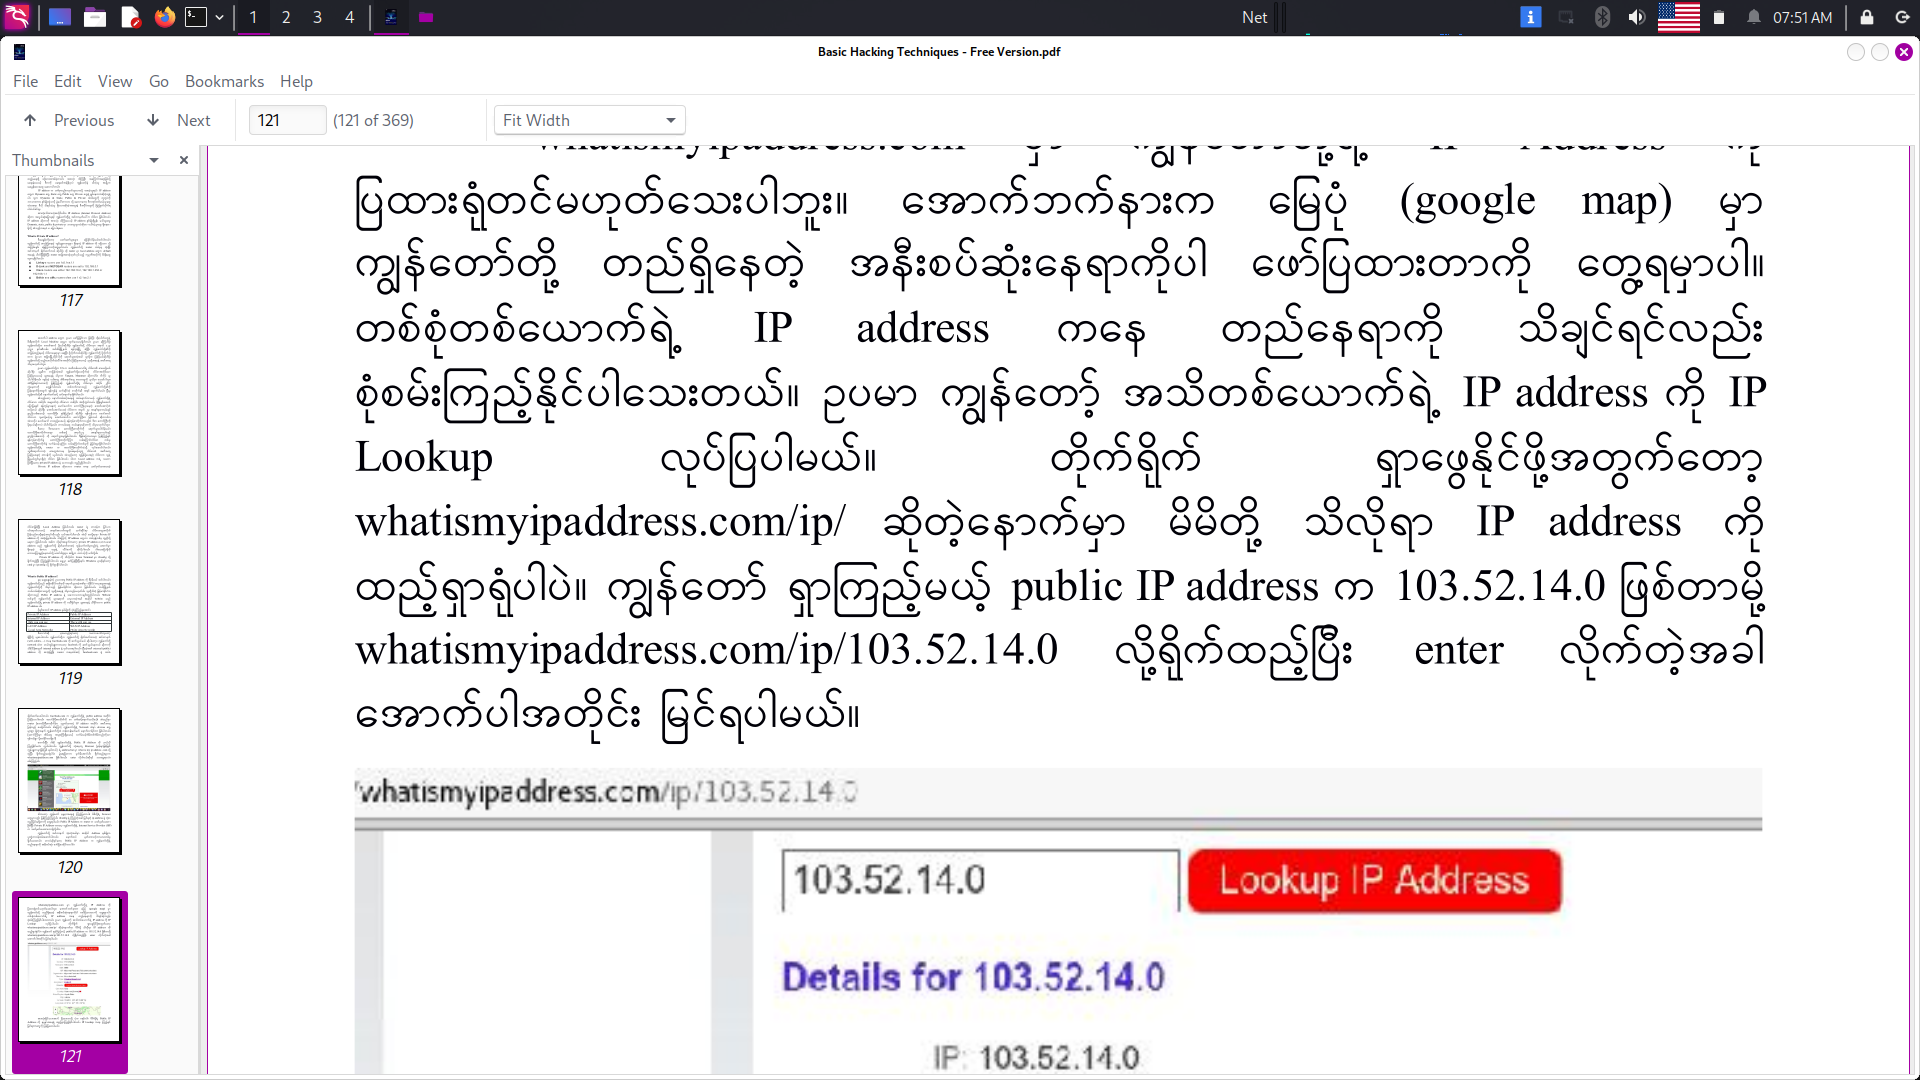 1 2 3 4
Net
07:51 AM
Basic Hacking Techniques - Free Version.pdf
File Edit View Go Bookmarks Help
Previous Next 121 (121 of 369) Fit Width
Thumbnails
117
118
119
120
121
whatismyipaddress.com မှာ ကျွန်တော်တို့ရဲ့ IP Address ကို
ပြထားရုံတင်မဟုတ်သေးပါဘူး။ အောက်ဘက်နားက မြေပုံ (google map) မှာ
ကျွန်တော်တို့ တည်ရှိနေတဲ့ အနီးစပ်ဆုံးနေရာကိုပါ ဖော်ပြထားတာကို တွေ့ရမှာပါ။
တစ်စုံတစ်ယောက်ရဲ့ IP address ကနေ တည်နေရာကို သိချင်ရင်လည်း
စုံစမ်းကြည့်နိုင်ပါသေးတယ်။ ဥပမာ ကျွန်တော့် အသိတစ်ယောက်ရဲ့ IP address ကို IP
Lookup လုပ်ပြပါမယ်။ တိုက်ရိုက် ရှာဖွေနိုင်ဖို့အတွက်တော့
whatismyipaddress.com/ip/ ဆိုတဲ့နောက်မှာ မိမိတို့ သိလိုရာ IP address ကို
ထည့်ရှာရုံပါပဲ။ ကျွန်တော် ရှာကြည့်မယ့် public IP address က 103.52.14.0 ဖြစ်တာမို့
whatismyipaddress.com/ip/103.52.14.0 လို့ရိုက်ထည့်ပြီး enter လိုက်တဲ့အခါ
အောက်ပါအတိုင်း မြင်ရပါမယ်။
/whatismyipaddress.com/ip/103.52.14.0
103.52.14.0 Lookup IP Address
Details for 103.52.14.0
IP: 103.52.14.0